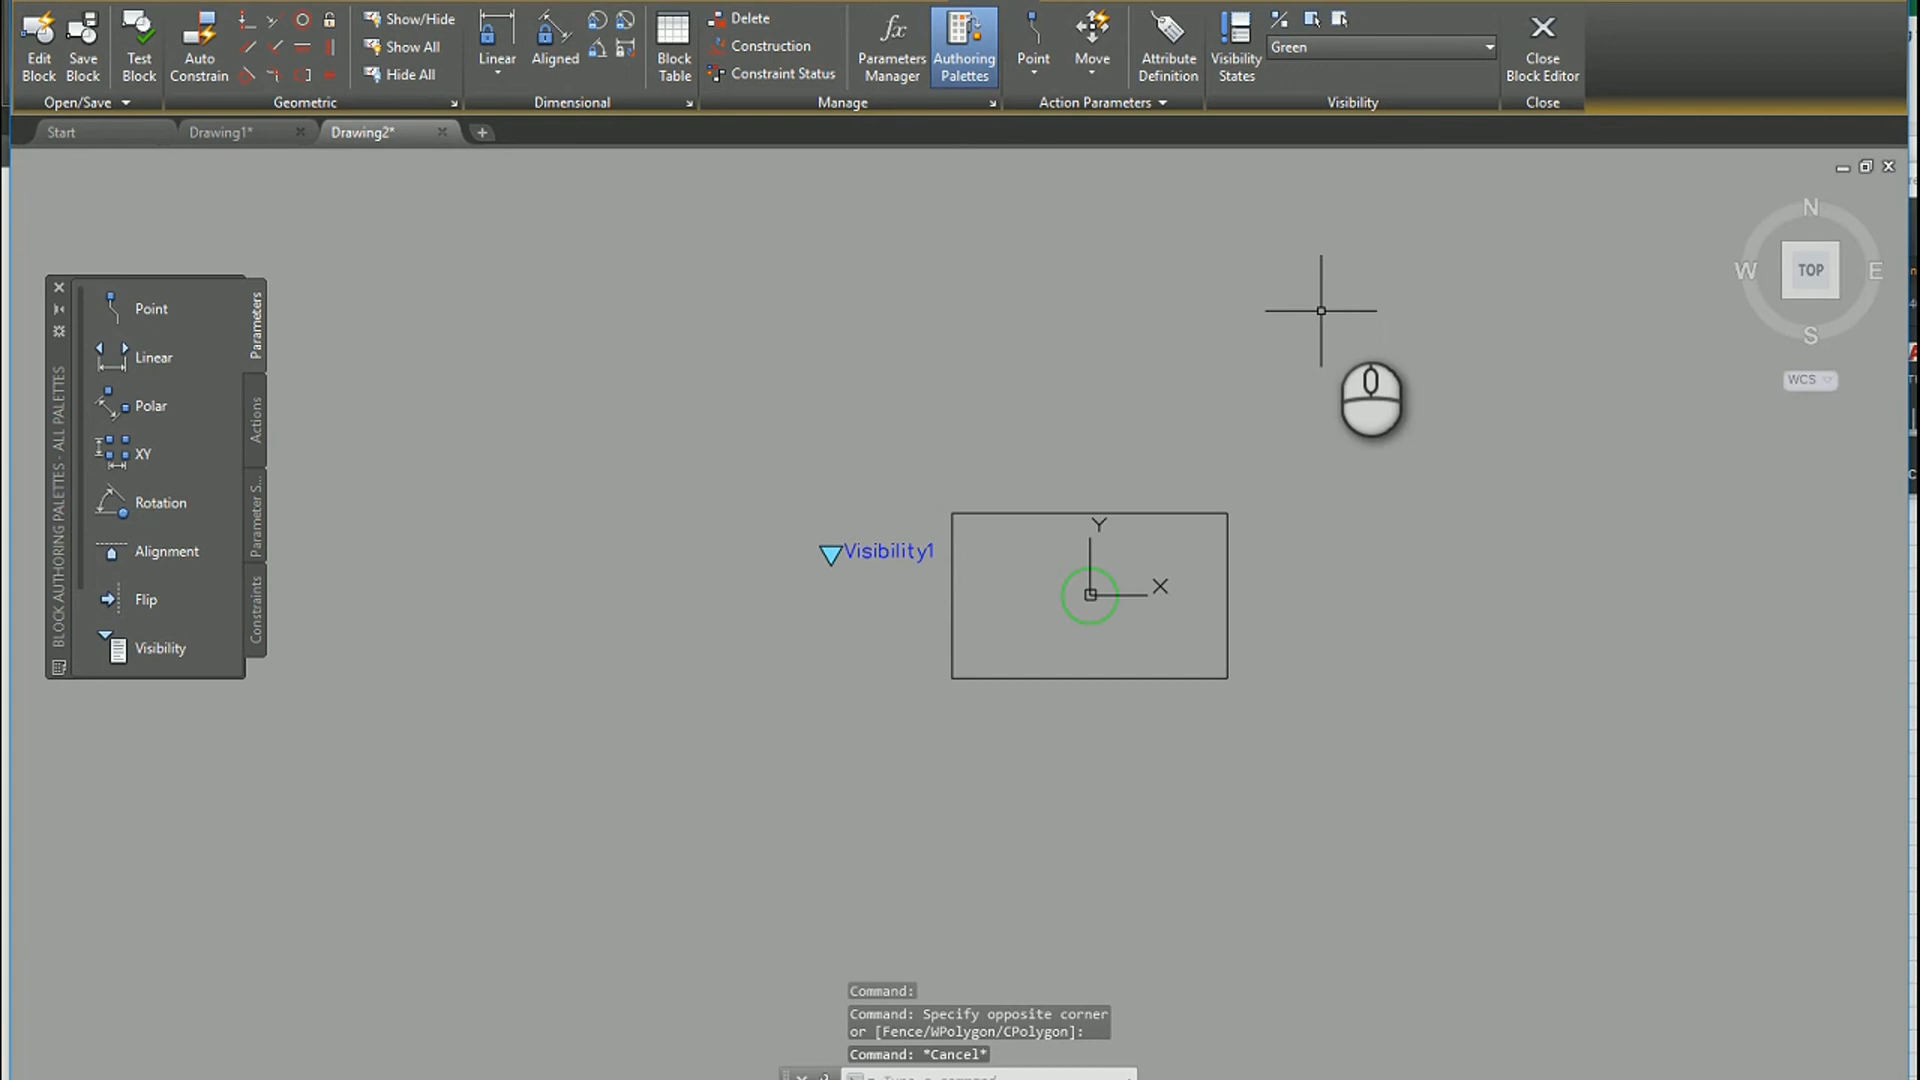 Edit Block
Save Block
Test Block
Auto Constrain
Show/Hide
Show All
Hide All
Linear
Aligned
Block Table
Delete
Construction
Constraint Status
Parameters Manager
Authoring Palettes
Point
Move
Attribute Definition
Visibility States
Green
Close Block Editor
Open/Save
Geometric
Dimensional
Manage
Action Parameters
Visibility
Close
Start
Drawing1*
Drawing2*
N
W
TOP
E
S
WCS
BLOCK AUTHORING PALETTES - ALL PALETTES
Point
Linear
Polar
XY
Rotation
Alignment
Flip
Visibility
Parameters
Actions
Parameter S...
Constraints
Visibility1
Y
X
Command:
Command: Specify opposite corner
or [Fence/WPolygon/CPolygon]:
Command: *Cancel*